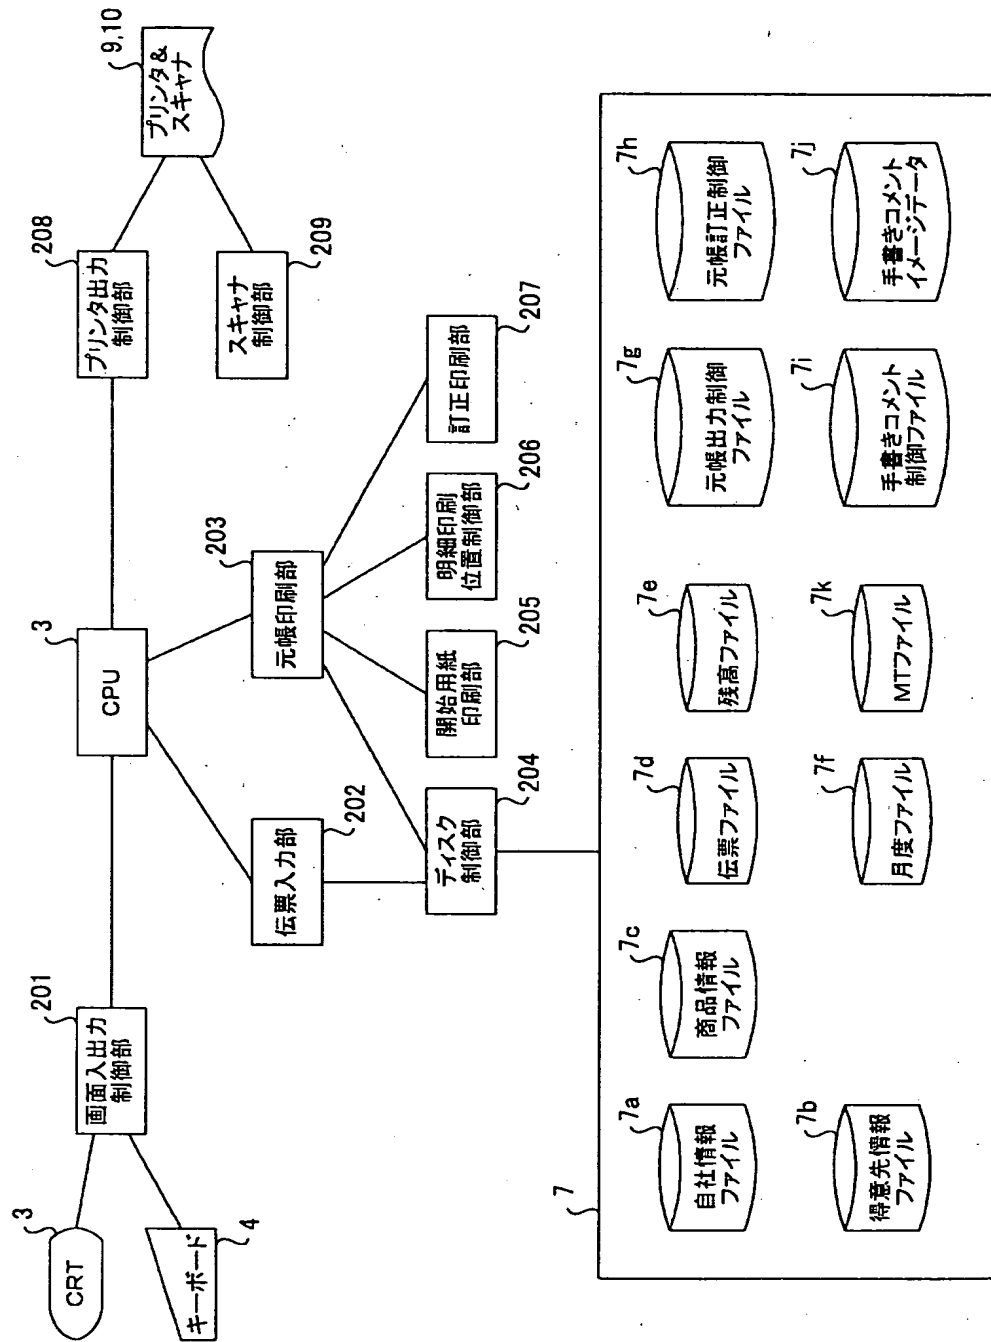 3
CRT
キーボード
4
201
画面入出力
制御部
3
CPU
208
プリンタ出力
制御部
9,10
プリンタ&
スキャナ
スキャナ
制御部
209
伝票入力部
202
203
元帳印刷部
ディスク
制御部
204
開始用紙
印刷部
205
明細印刷
位置制御部
206
訂正印刷部
207
7
7a
自社情報
ファイル
7b
得意先情報
ファイル
7c
商品情報
ファイル
7d
伝票ファイル
7f
月度ファイル
7e
残高ファイル
7k
MTファイル
7g
元帳出力制御
ファイル
7i
手書きコメント
制御ファイル
7h
元帳訂正制御
ファイル
7j
手書きコメント
イメージデータ